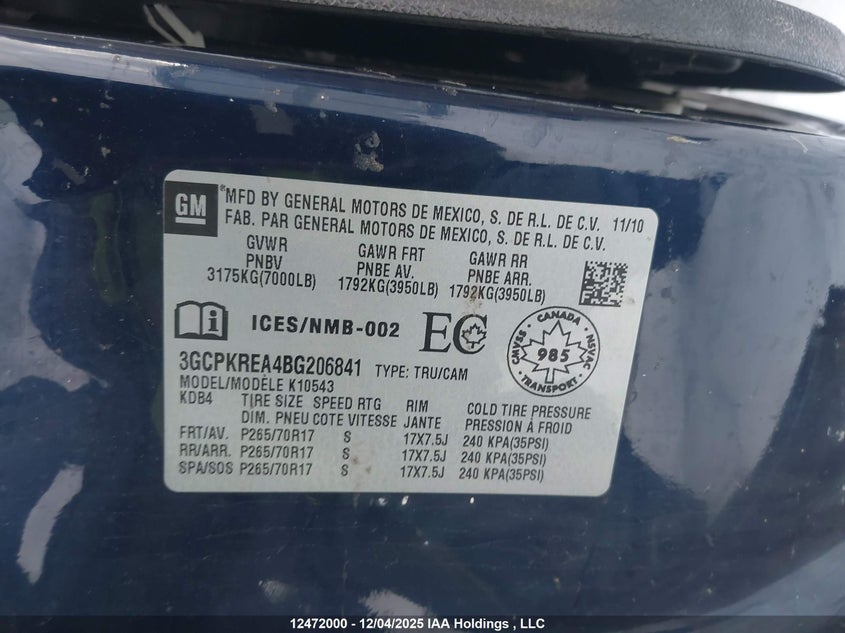 GM
®MFD BY GENERAL MOTORS DE MEXICO, S. DE R.L. DE C.V. 11/10
FAB. PAR GENERAL MOTORS DE MEXICO, S. DE R.L. DE C.V.
GVWR GAWR FRT GAWR RR
PNBV PNBE AV. PNBE ARR.
3175KG(7000LB) 1792KG(3950LB) 1792KG(3950LB)
i ICES/NMB-002 EC CANADA CMVSS 985 NSVAC TRANSPORT
3GCPKREA4BG206841 TYPE: TRU/CAM
MODEL/MODÈLE K10543
KDB4 TIRE SIZE SPEED RTG RIM COLD TIRE PRESSURE
DIM. PNEU COTE VITESSE JANTE PRESSION À FROID
FRT/AV. P265/70R17 S 17X7.5J 240 KPA(35PSI)
RR/ARR. P265/70R17 S 17X7.5J 240 KPA(35PSI)
SPA/SOS P265/70R17 S 17X7.5J 240 KPA(35PSI)
12472000 - 12/04/2025 IAA Holdings , LLC